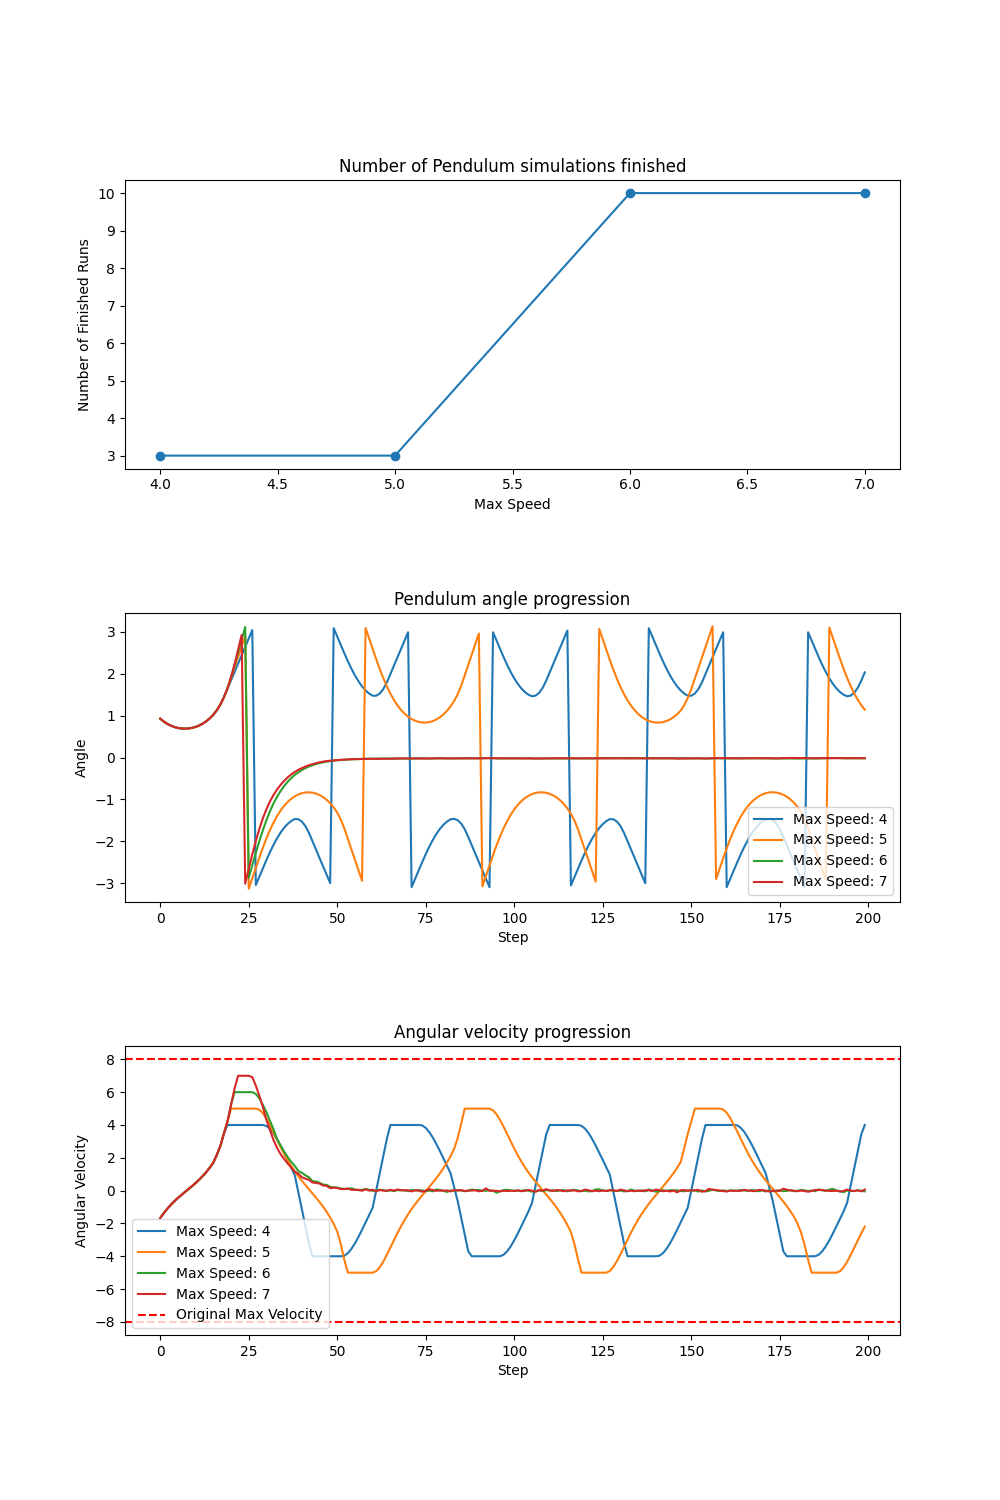 Number of Pendulum simulations finished
10
9
8
7
6
5
4
3
Number of Finished Runs
4.0 4.5 5.0 5.5 6.0 6.5 7.0
Max Speed
Pendulum angle progression
3
2
1
0
−1
−2
−3
Angle
Max Speed: 4
Max Speed: 5
Max Speed: 6
Max Speed: 7
0 25 50 75 100 125 150 175 200
Step
Angular velocity progression
8
6
4
2
0
−2
−4
−6
−8
Angular Velocity
Max Speed: 4
Max Speed: 5
Max Speed: 6
Max Speed: 7
Original Max Velocity
0 25 50 75 100 125 150 175 200
Step